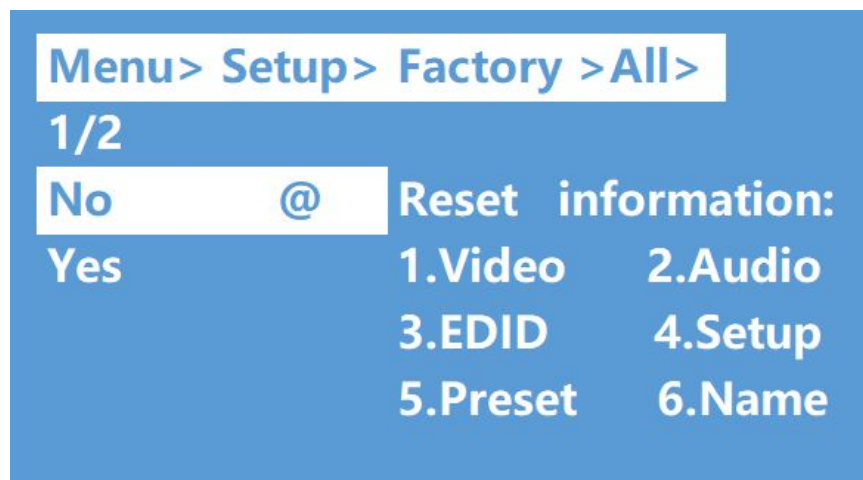 Menu> Setup> Factory >All>
1/2
No @ Reset information:
Yes 1.Video 2.Audio
3.EDID 4.Setup
5.Preset 6.Name